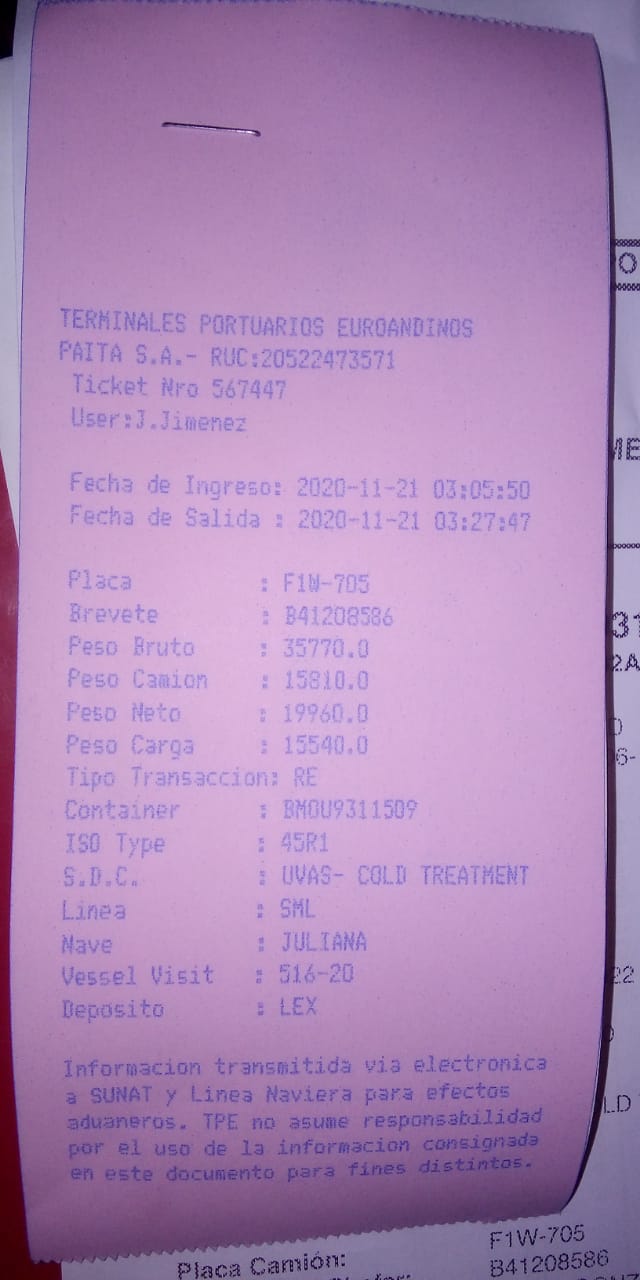 TERMINALES PORTUARIOS EUROANDINOS
PAITA S.A.- RUC:20522473571
Ticket Nro 567447
User:J.Jimenez
Fecha de Ingreso: 2020-11-21 03:05:50
Fecha de Salida : 2020-11-21 03:27:47
Placa : F1W-705
Brevete : B41208586
Peso Bruto : 35770.0
Peso Camion : 15810.0
Peso Neto : 19960.0
Peso Carga : 15540.0
Tipo Transaccion: RE
Container : BMOU9311509
ISO Type : 45R1
S.D.C. : UVAS- COLD TREATMENT
Linea : SML
Nave : JULIANA
Vessel Visit : 516-20
Deposito : LEX
Informacion transmitida via electronica
a SUNAT y Linea Naviera para efectos
aduaneros. TPE no asume responsabilidad
por el uso de la informacion consignada
en este documento para fines distintos.
Placa Camión: F1W-705
B41208586